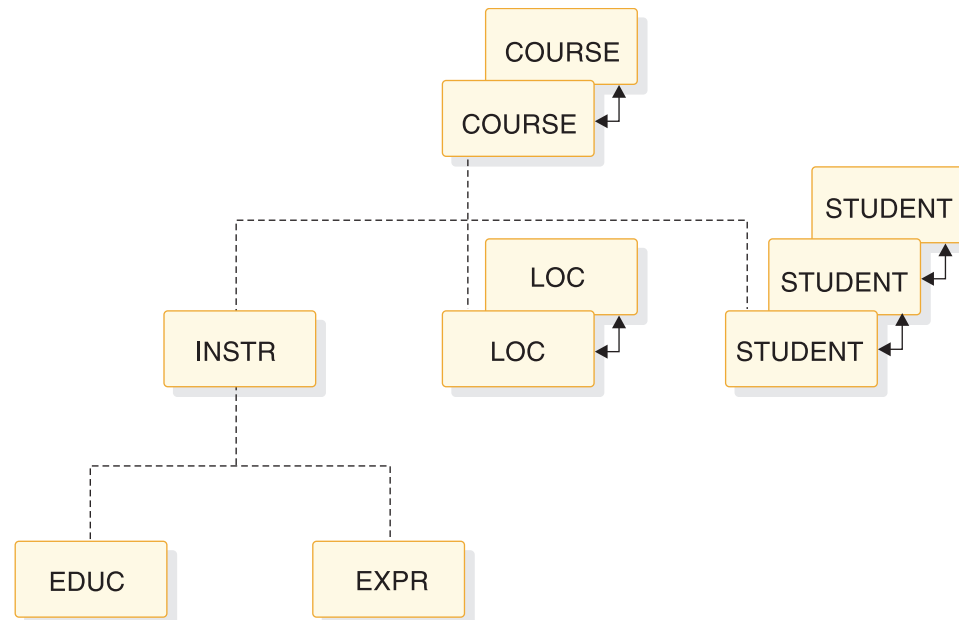 COURSE
COURSE
STUDENT
STUDENT
LOC
INSTR
LOC
STUDENT
EDUC
EXPR